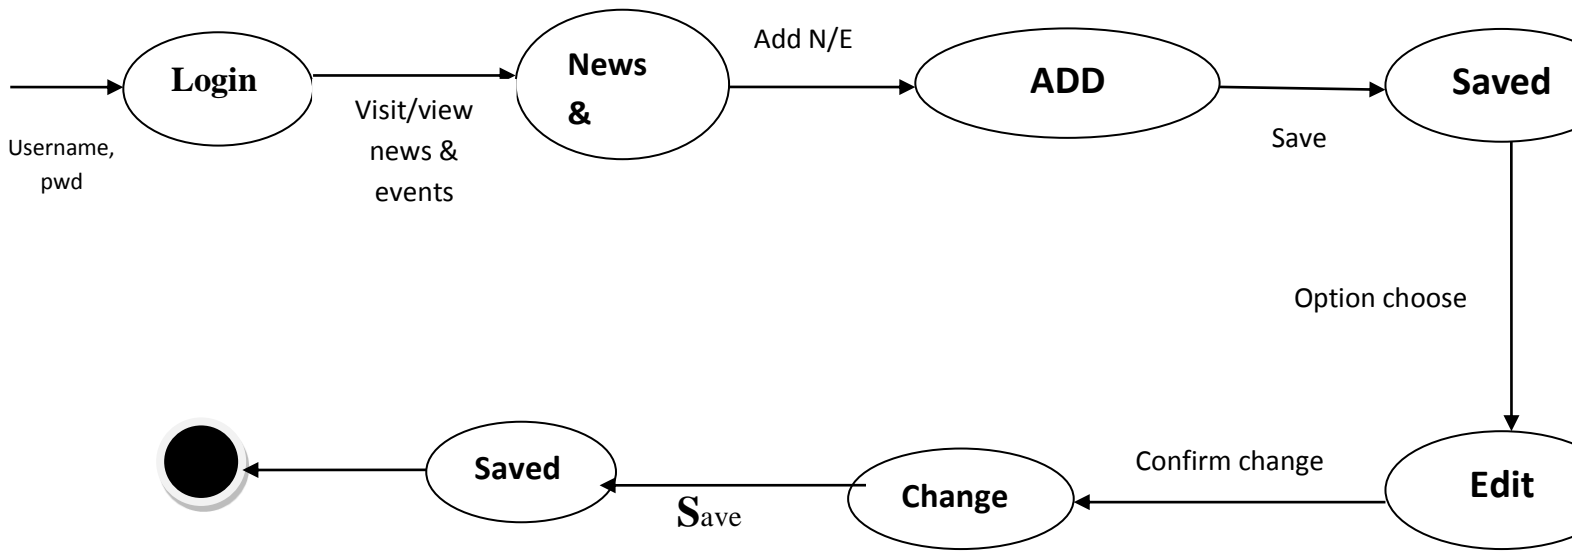 Login
Username,
pwd
Visit/view
news &
events
News
&
Add N/E
ADD
Save
Saved
Option choose
Edit
Confirm change
Change
Save
Saved